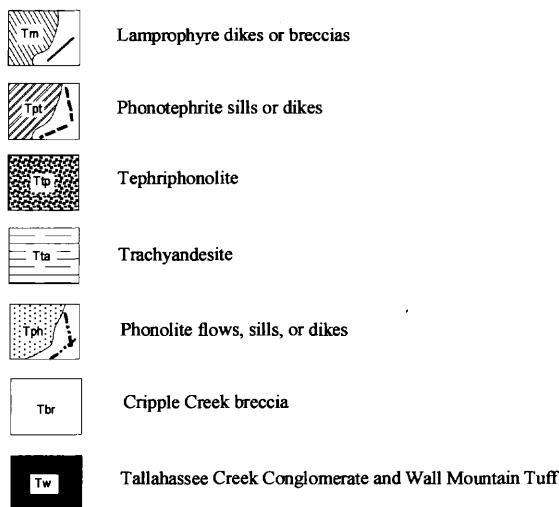 Tm Lamprophyre dikes or breccias
Tpt Phonotephrite sills or dikes
Ttp Tephriphonolite
Tta Trachyandesite
Tph Phonolite flows, sills, or dikes
Tbr Cripple Creek breccia
Tw Tallahassee Creek Conglomerate and Wall Mountain Tuff